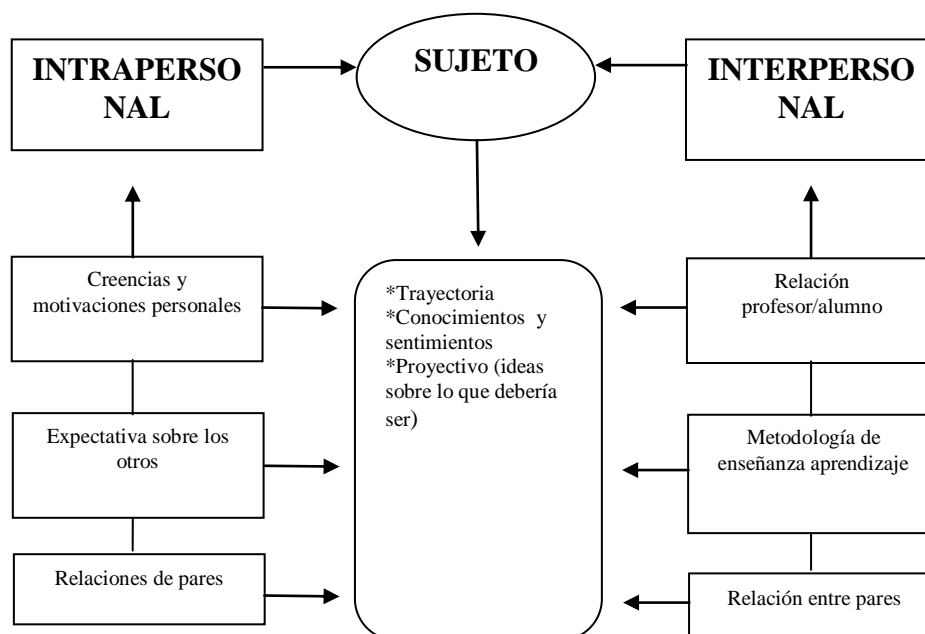 INTRAPERSO
NAL
SUJETO
INTERPERSO
NAL
Creencias y
motivaciones personales
*Trayectoria
*Conocimientos y
sentimientos
*Proyectivo (ideas
sobre lo que debería
ser)
Relación
profesor/alumno
Expectativa sobre los
otros
Metodología de
enseñanza aprendizaje
Relaciones de pares
Relación entre pares